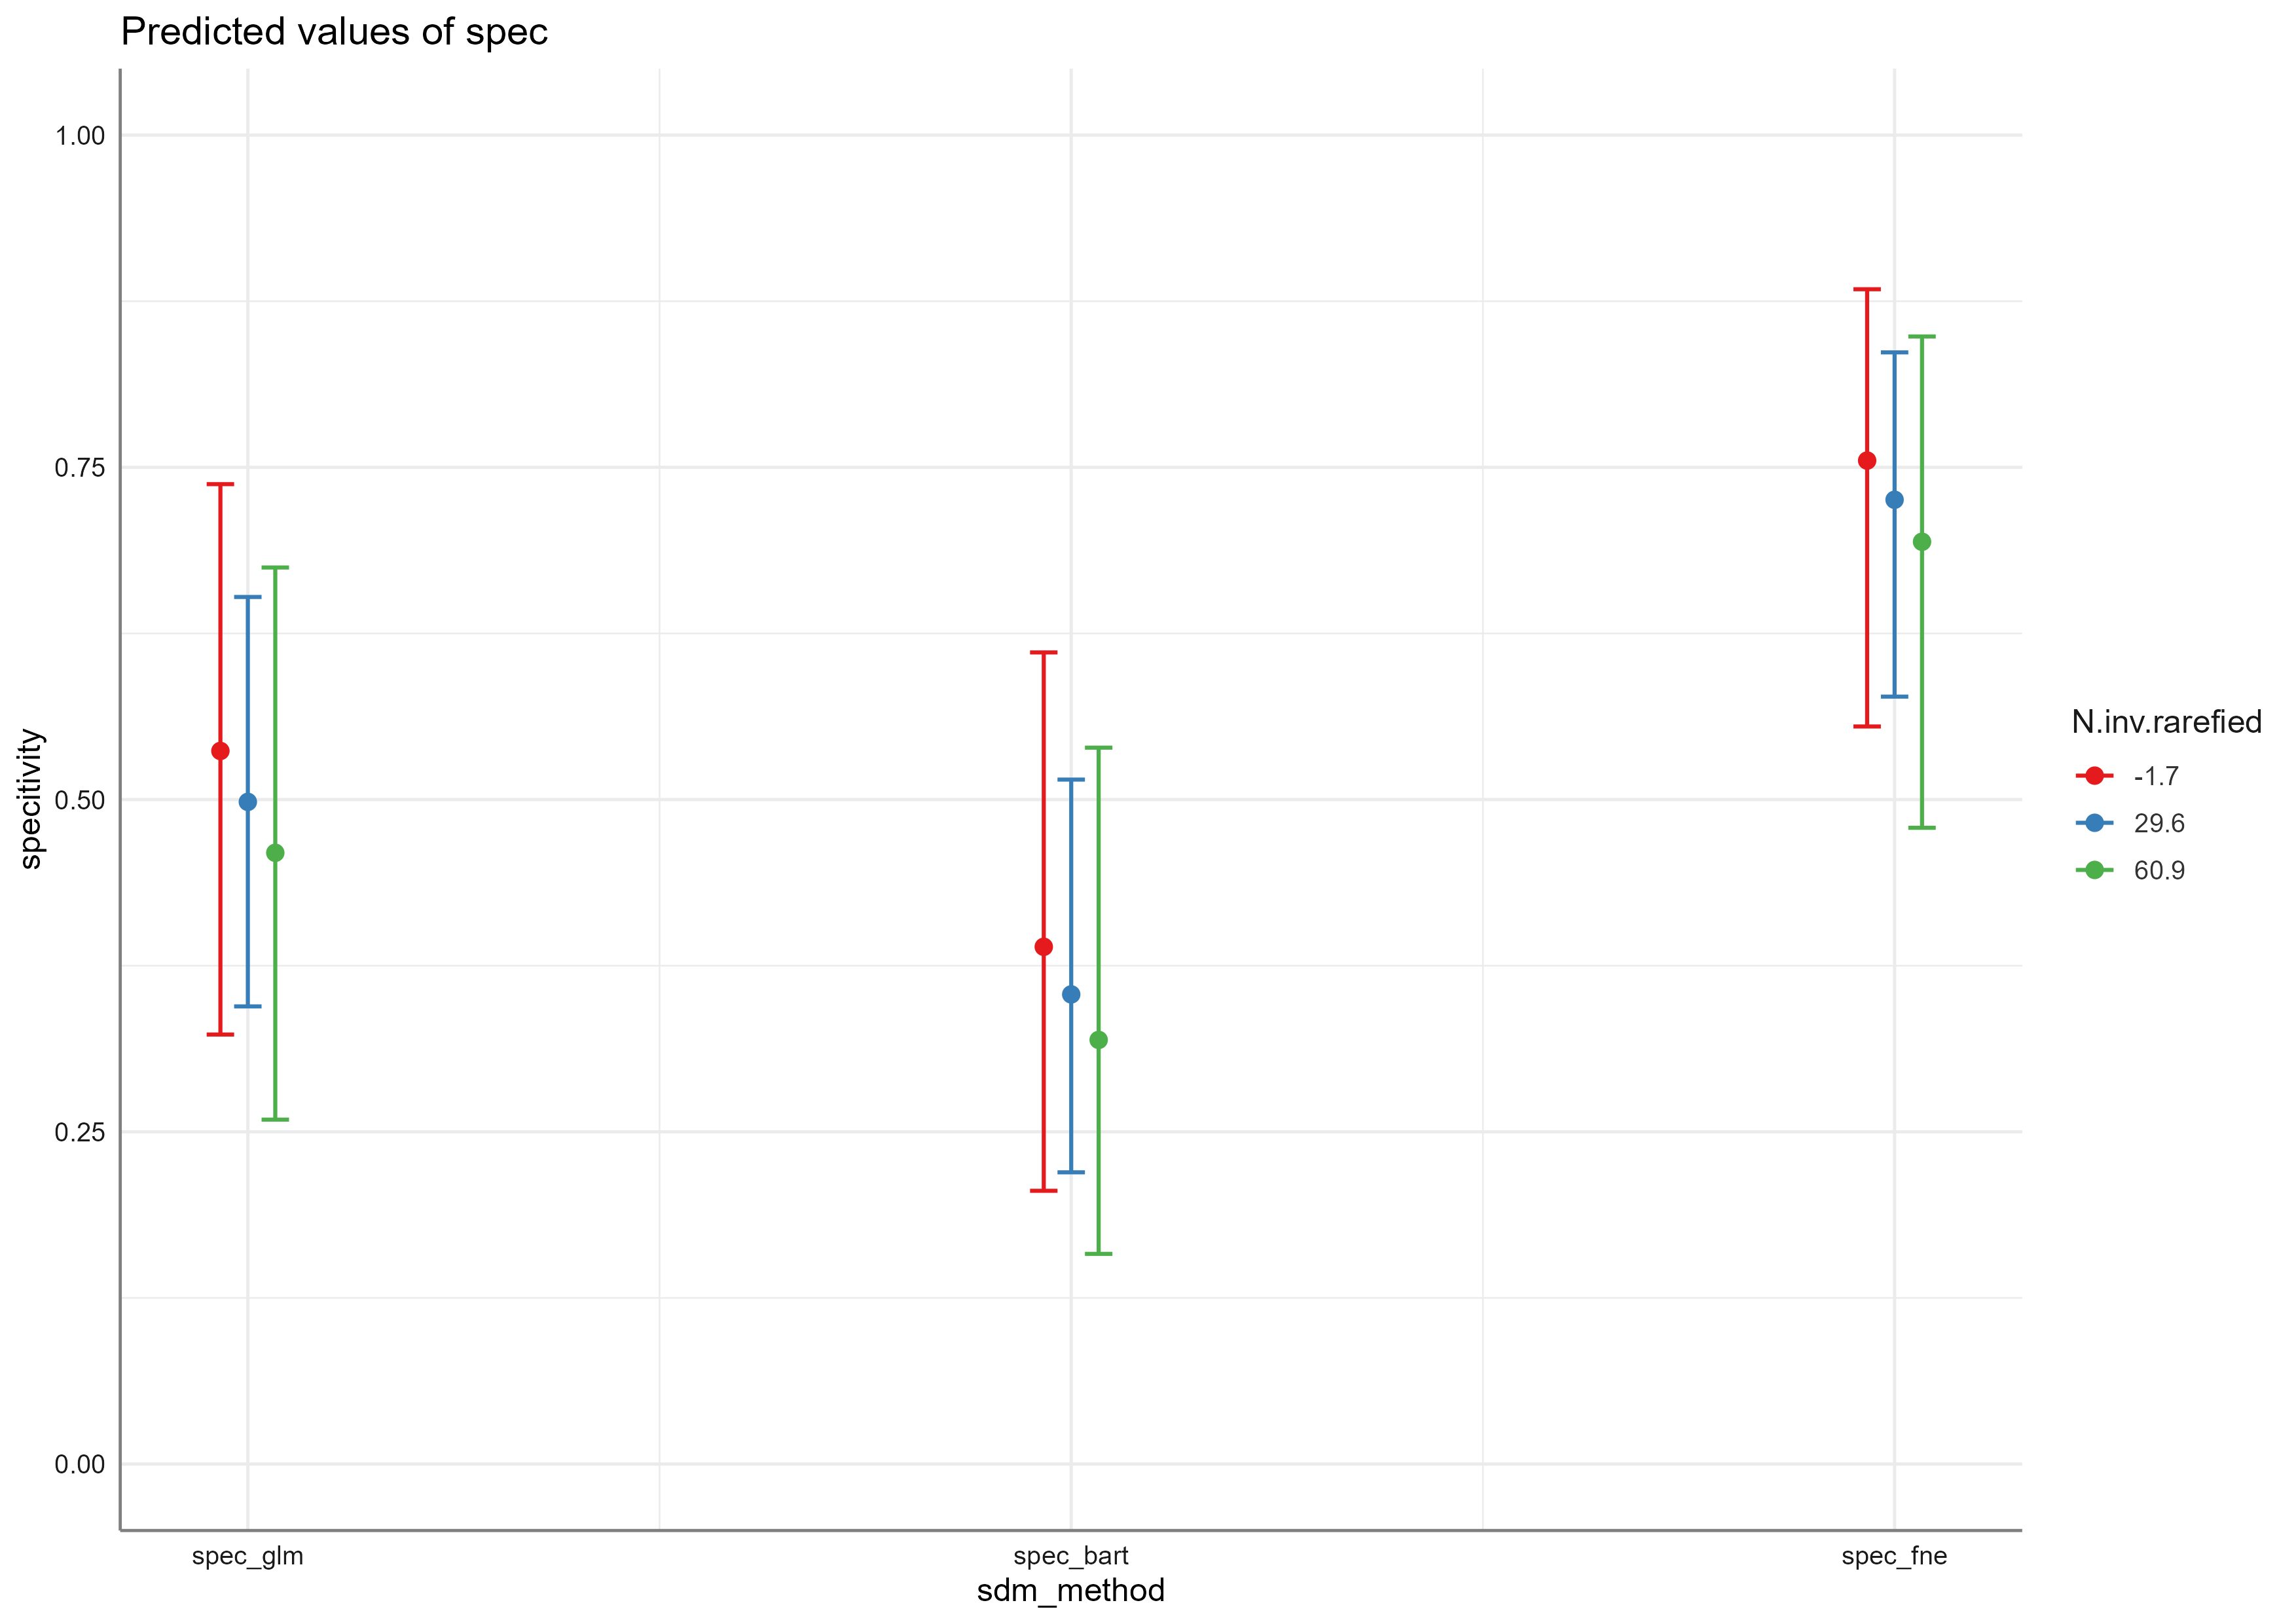 Predicted values of spec
specitivity
1.00
0.75
0.50
0.25
0.00
spec_glm
spec_bart
spec_fne
sdm_method
N.inv.rarefied
-1.7
29.6
60.9